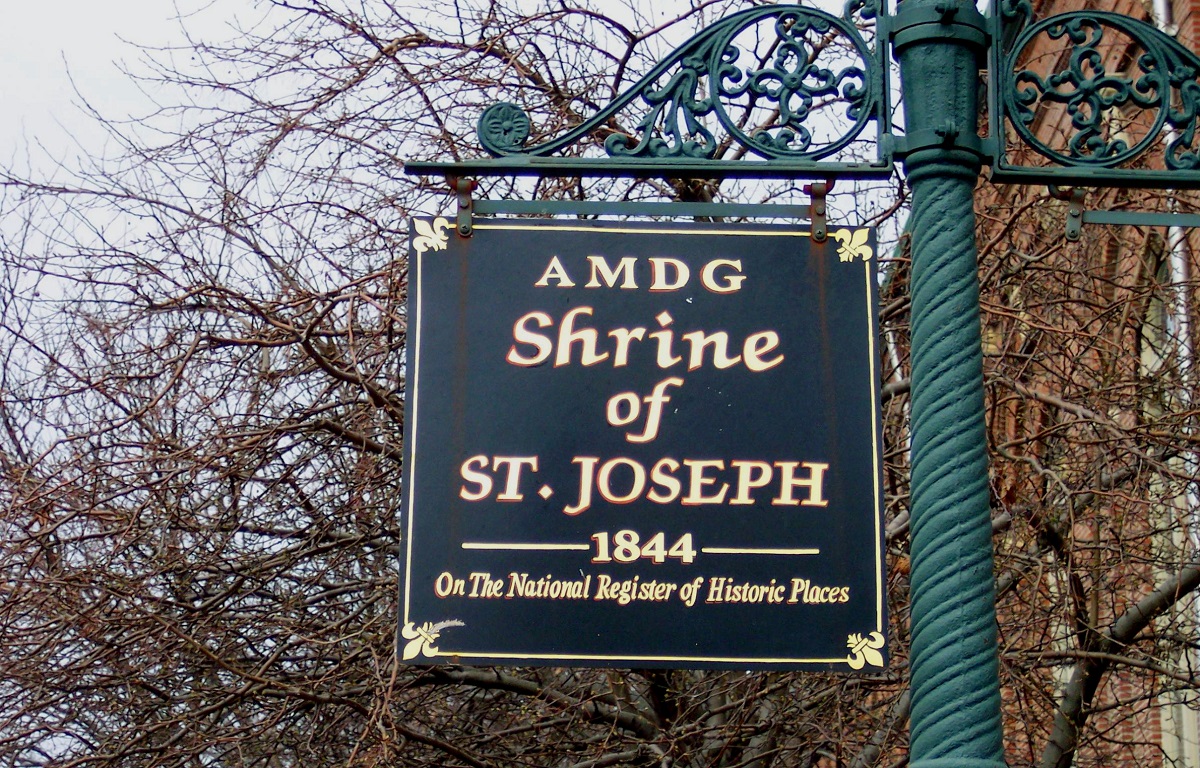 AMDG
Shrine
of
ST. JOSEPH
1844
On The National Register of Historic Places